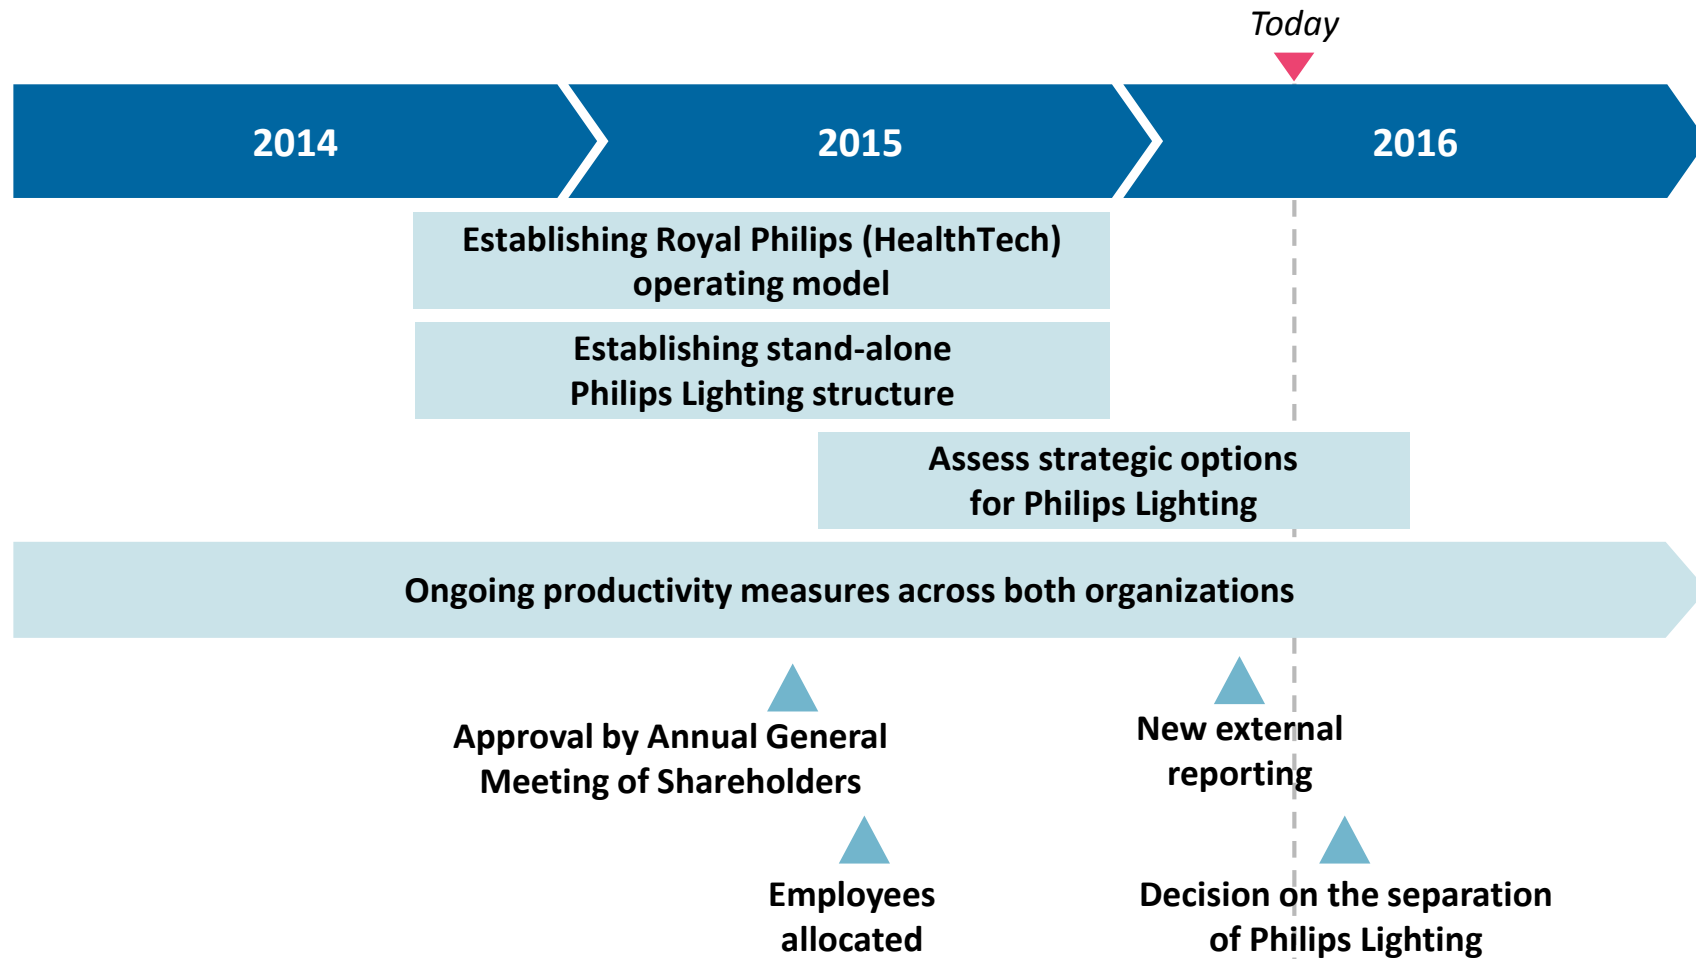 Today
2014
2015
2016
Establishing Royal Philips (HealthTech)
operating model
Establishing stand-alone
Philips Lighting structure
Assess strategic options
for Philips Lighting
Ongoing productivity measures across both organizations
Approval by Annual General
Meeting of Shareholders
New external
reporting
Employees
allocated
Decision on the separation
of Philips Lighting